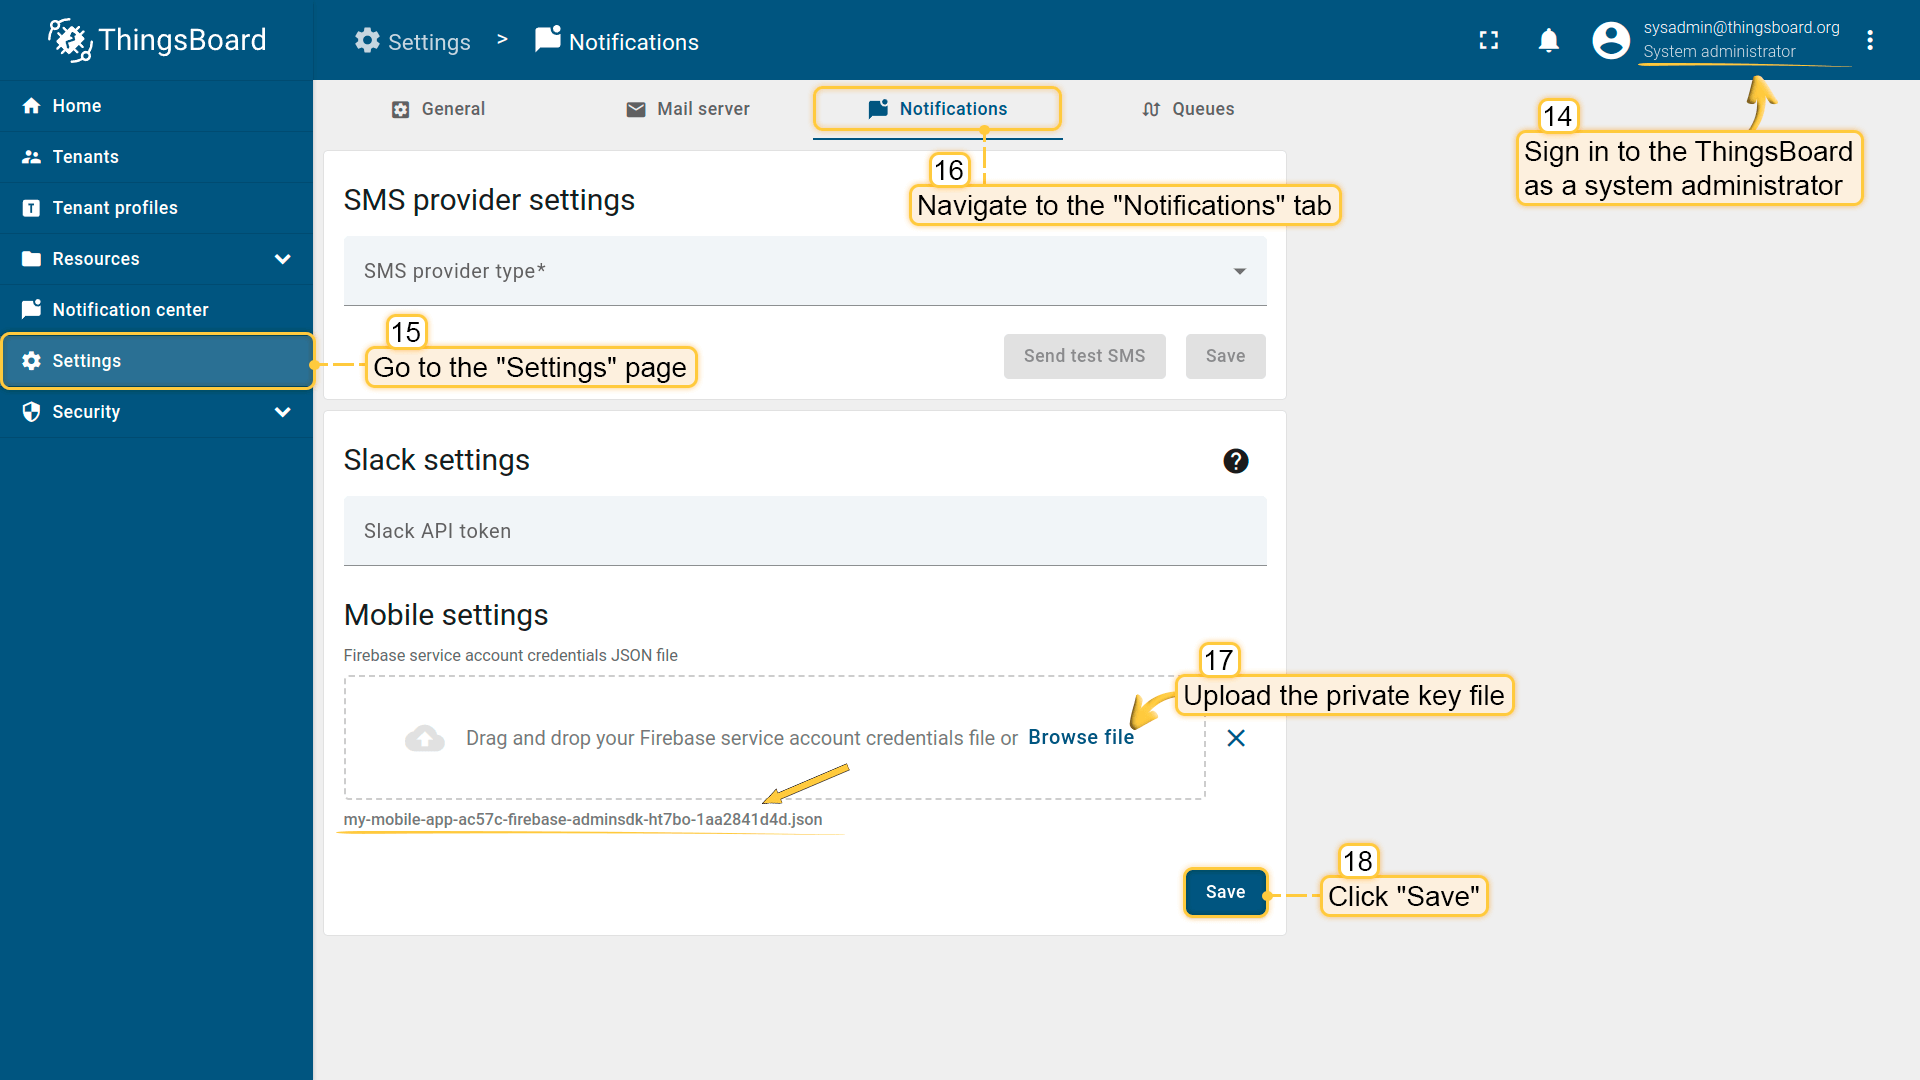 ThingsBoard
Settings > Notifications
sysadmin@thingsboard.org
System administrator
Home
Tenants
Tenant profiles
Resources
Notification center
Settings
Security
General
Mail server
Notifications
Queues
14
Sign in to the ThingsBoard
as a system administrator
16
Navigate to the "Notifications" tab
SMS provider settings
SMS provider type*
15
Go to the "Settings" page
Send test SMS
Save
Slack settings
?
Slack API token
Mobile settings
Firebase service account credentials JSON file
17
Upload the private key file
Drag and drop your Firebase service account credentials file or Browse file
my-mobile-app-ac57c-firebase-adminsdk-ht7bo-1aa2841d4d.json
Save
18
Click "Save"